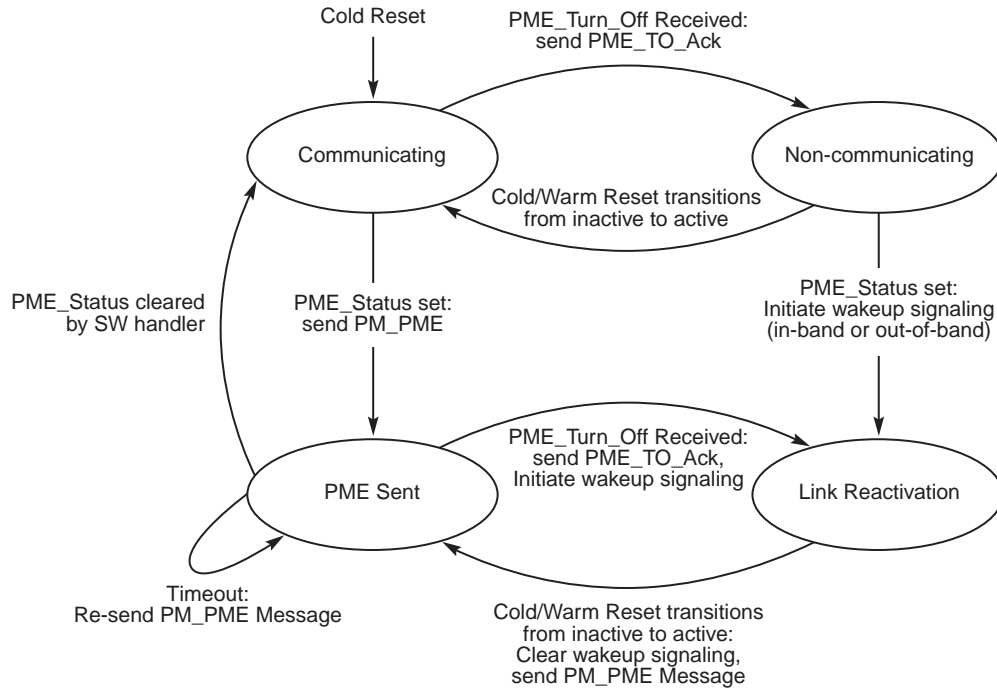 Cold Reset
PME_Turn_Off Received:
send PME_TO_Ack
Communicating
Non-communicating
Cold/Warm Reset transitions
from inactive to active
PME_Status cleared
by SW handler
PME_Status set:
send PM_PME
PME_Status set:
Initiate wakeup signaling
(in-band or out-of-band)
PME_Turn_Off Received:
send PME_TO_Ack,
Initiate wakeup signaling
PME Sent
Link Reactivation
Timeout:
Re-send PM_PME Message
Cold/Warm Reset transitions
from inactive to active:
Clear wakeup signaling,
send PM_PME Message